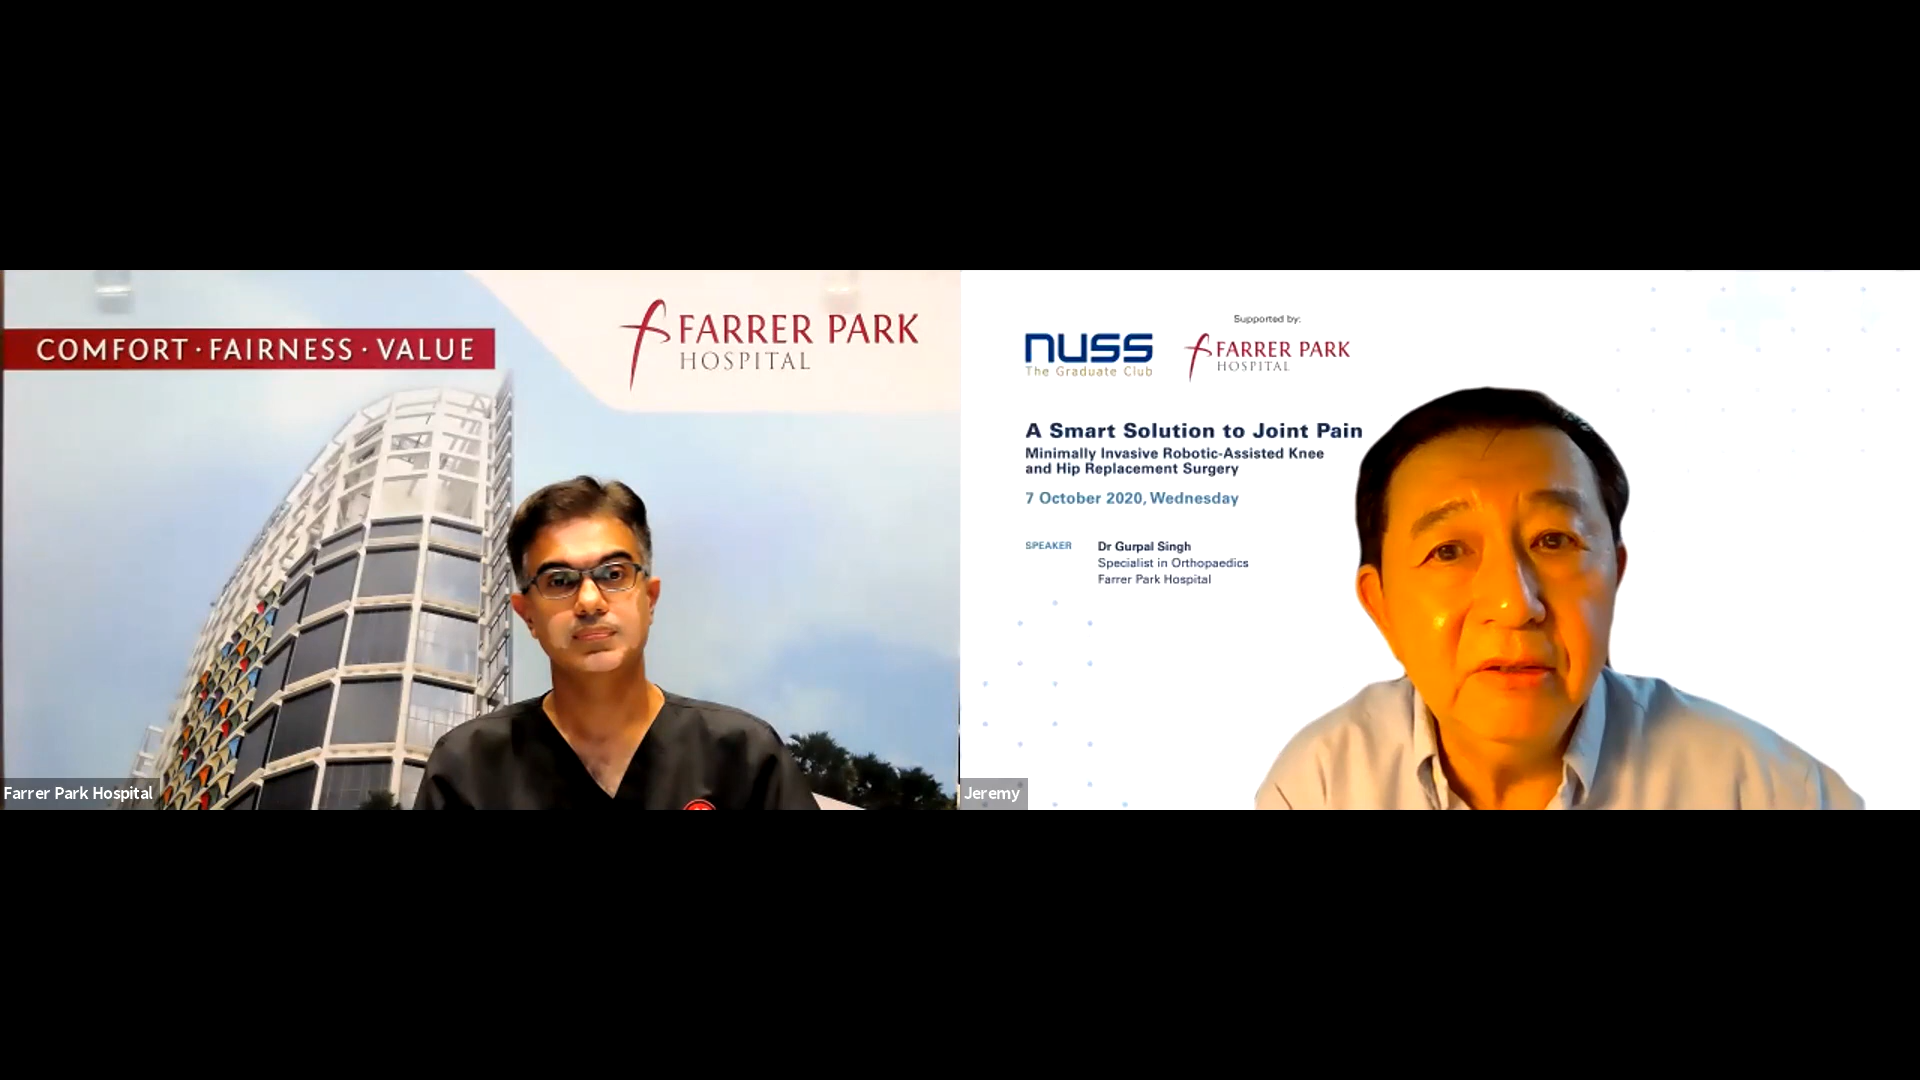 COMFORT · FAIRNESS · VALUE
FARRER PARK
HOSPITAL
Farrer Park Hospital
Supported by:
NUSS
The Graduate Club
FARRER PARK
HOSPITAL
A Smart Solution to Joint Pain
Minimally Invasive Robotic-Assisted Knee
and Hip Replacement Surgery
7 October 2020, Wednesday
SPEAKER
Dr Gurpal Singh
Specialist in Orthopaedics
Farrer Park Hospital
Jeremy